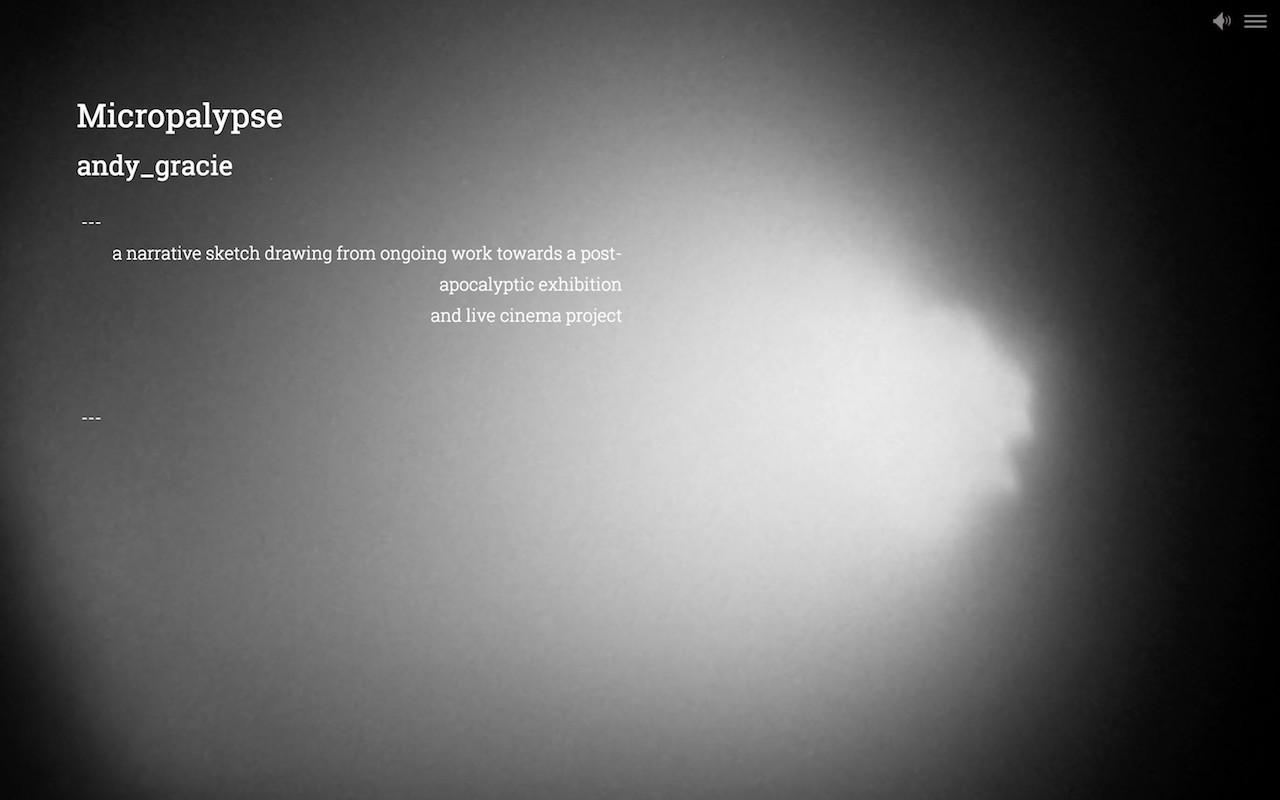 Micropalypse
andy_gracie
---
a narrative sketch drawing from ongoing work towards a post-
apocalyptic exhibition
and live cinema project
---